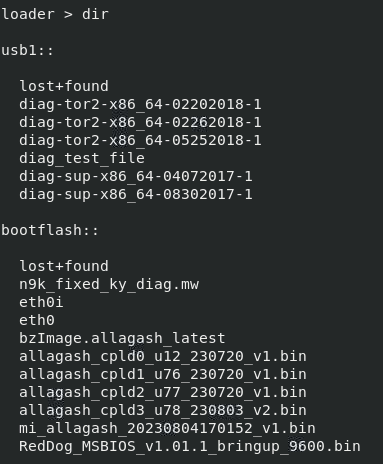 loader > dir
usb1::
lost+found
diag-tor2-x86_64-02202018-1
diag-tor2-x86_64-02262018-1
diag-tor2-x86_64-05252018-1
diag_test_file
diag-sup-x86_64-04072017-1
diag-sup-x86_64-08302017-1
bootflash::
lost+found
n9k_fixed_ky_diag.mw
eth0i
eth0
bzImage.allagash_latest
allagash_cpld0_u12_230720_v1.bin
allagash_cpld1_u76_230720_v1.bin
allagash_cpld2_u77_230720_v1.bin
allagash_cpld3_u78_230803_v2.bin
mi_allagash_20230804170152_v1.bin
RedDog_MSBIOS_v1.01.1_bringup_9600.bin